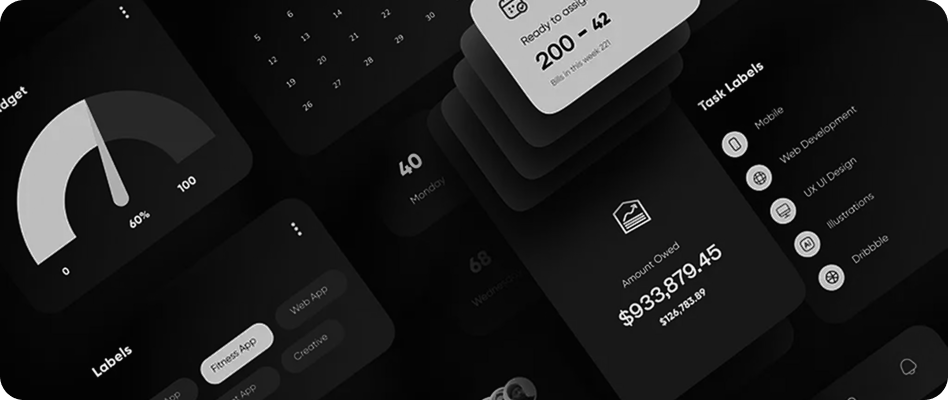 dget
0
60%
100
6
14
22
30
5
13
21
29
12
20
28
19
27
26
Labels
Fitness App
Web App
Creative
App
App
40
Monday
68
Ready to assig
200 - 42
Bills in this week 221
Amount Owed
$933,879.45
$126,783.89
Task Labels
Mobile
Web Development
UX UI Design
Ai
Illustrations
Dribbble